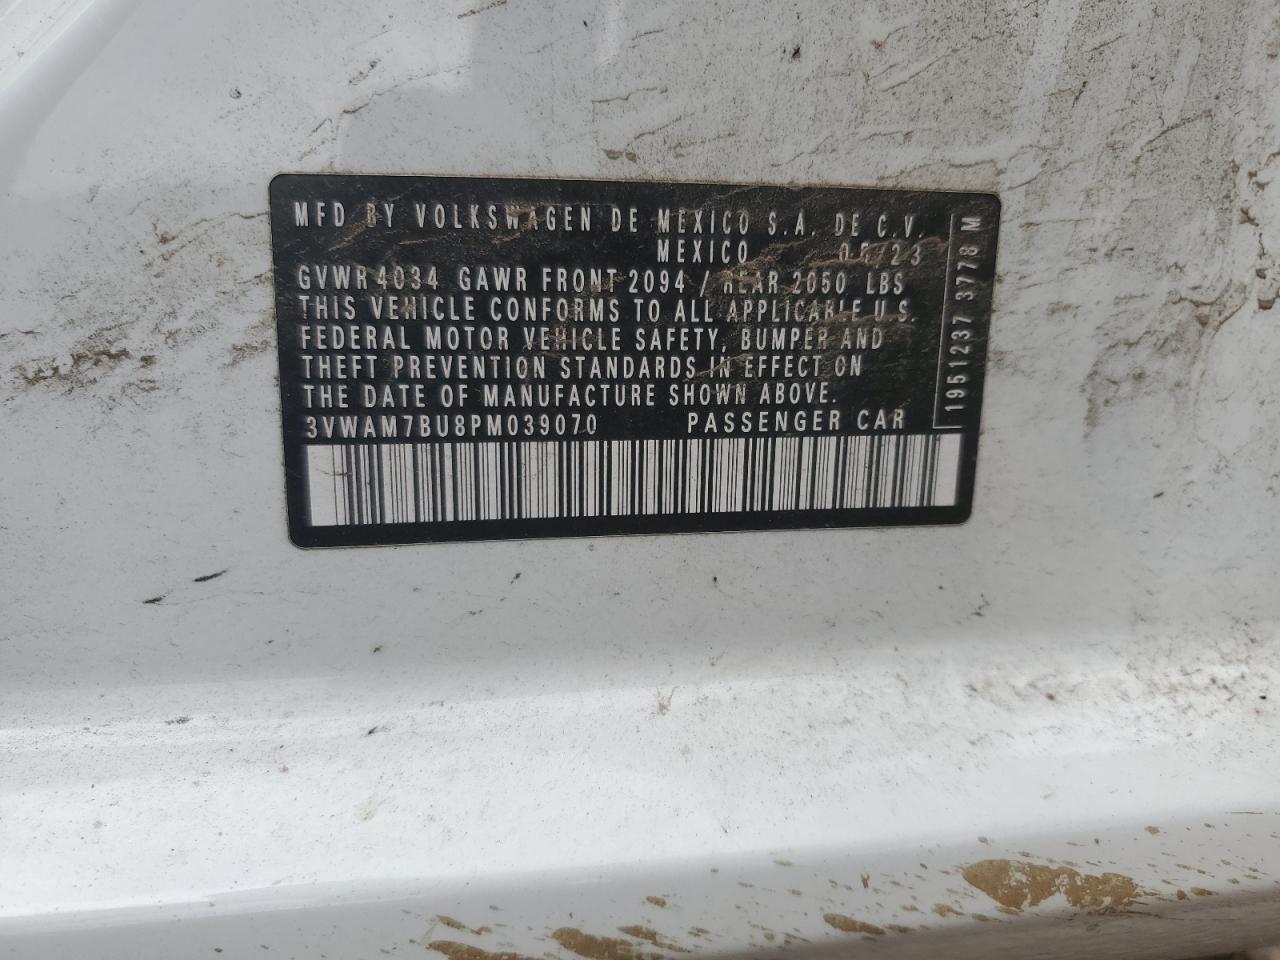 MFD BY VOLKSWAGEN DE MEXICO S.A. DE C.V.
MEXICO 05/23
GVWR 4034 GAWR FRONT 2094 / REAR 2050 LBS
THIS VEHICLE CONFORMS TO ALL APPLICABLE U.S.
FEDERAL MOTOR VEHICLE SAFETY, BUMPER AND
THEFT PREVENTION STANDARDS IN EFFECT ON
THE DATE OF MANUFACTURE SHOWN ABOVE.
3VWAM7BU8PM039070 PASSENGER CAR
1951237 3778 M